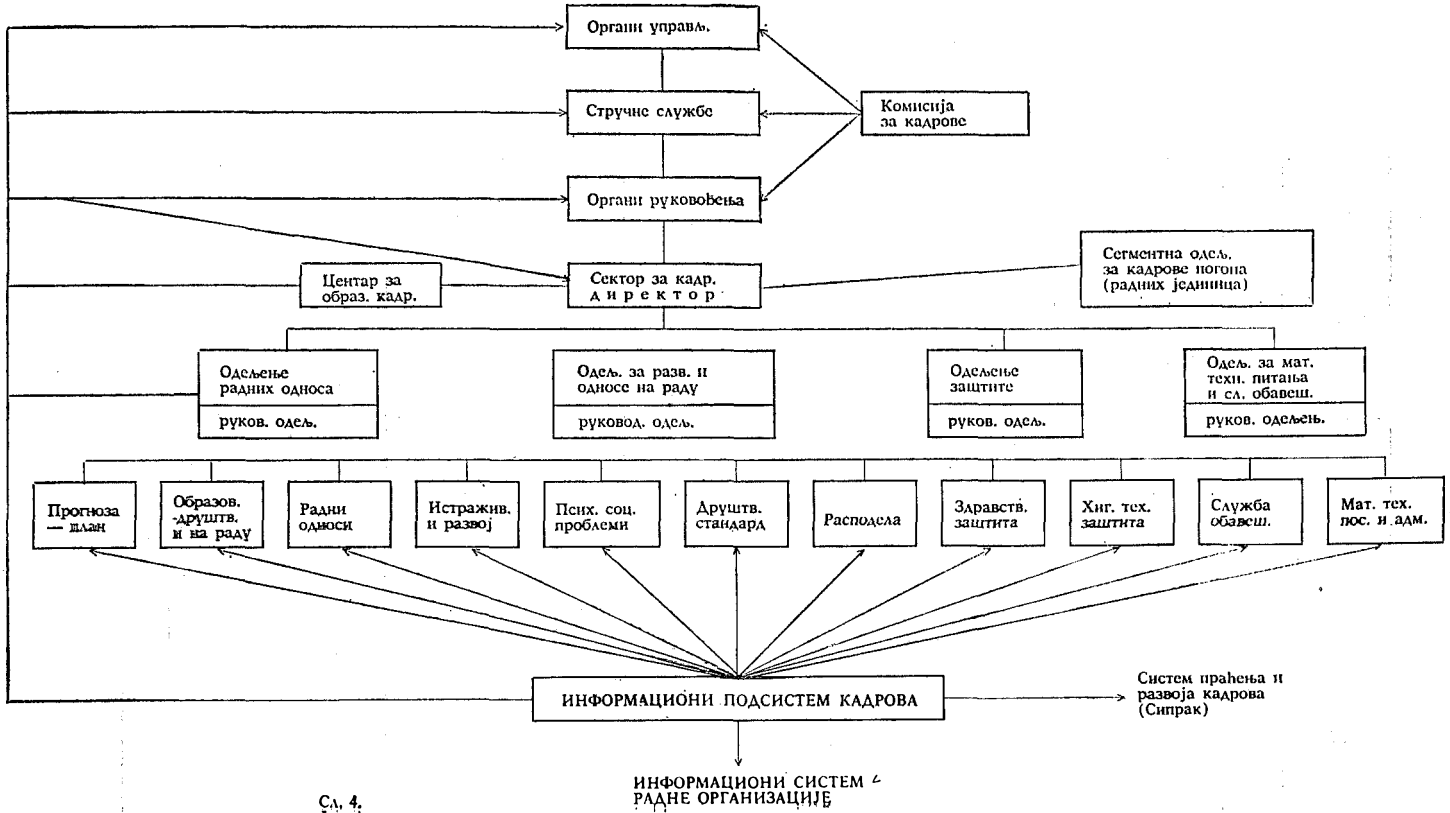 Органи управљ.
Стручне службе
Комисија
за кадрове
Органи руковођења
Центар за
образ. кадр.
Сектор за кадр.
директор
Сегментна одељ.
за кадрове погона
(радних јединица)
Одељење
радних односа
руков. одељ.
Одељ. за разв. и
односе на раду
руковод. одељ.
Одељење
заштите
руков. одељ.
Одељ. за мат.
техн. питања
и сл. обавеш.
руков. одељењ.
Прогноза
— план
Образов.
-друштв.
и на раду
Радни
односи
Истражив.
и развој
Псих. соц.
проблеми
Друштв.
стандард
Расподела
Здравств.
заштита
Хиг. тех.
заштита
Служба
обавеш.
Мат. тех.
пос. и адм.
ИНФОРМАЦИОНИ ПОДСИСТЕМ КАДРОВА
Систем праћења и
развоја кадрова
(Сипрак)
ИНФОРМАЦИОНИ СИСТЕМ
РАДНЕ ОРГАНИЗАЦИЈЕ
Сл. 4.